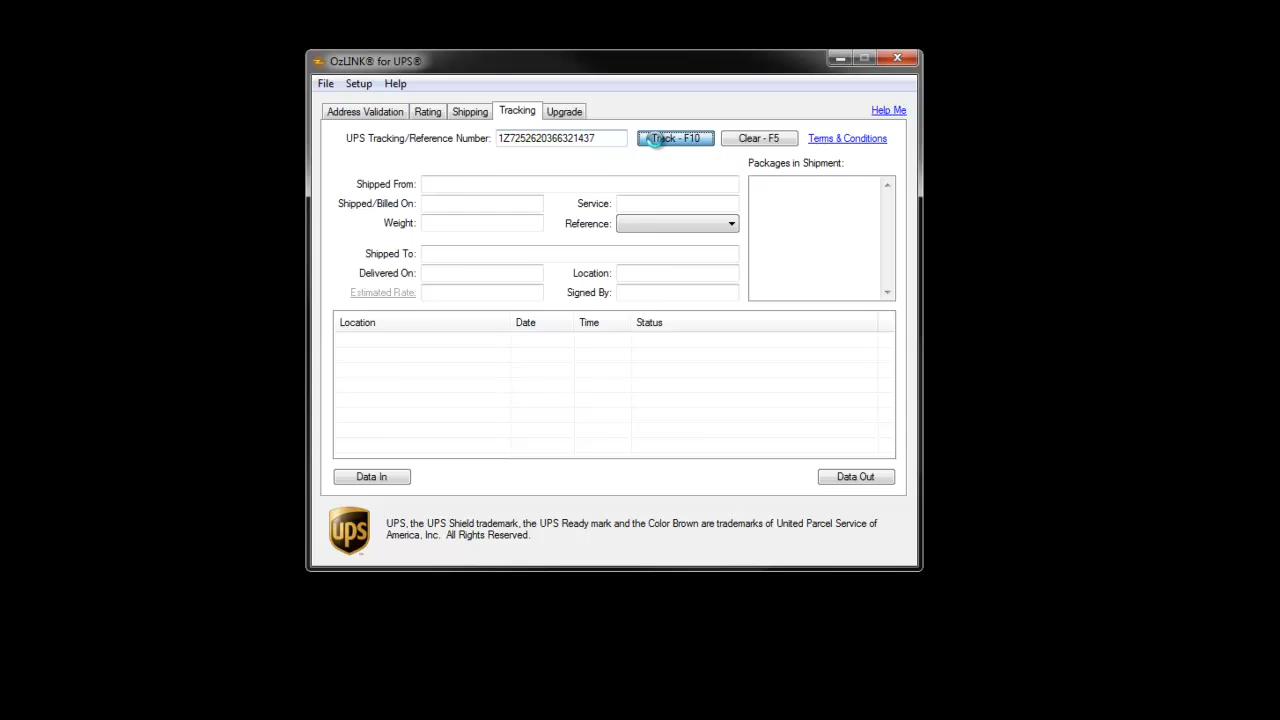 OzLINK® for UPS®
File Setup Help
Address Validation Rating Shipping Tracking Upgrade Help Me
UPS Tracking/Reference Number: 1Z7252620366321437 Track - F10 Clear - F5 Terms & Conditions
Packages in Shipment:
Shipped From:
Shipped/Billed On: Service:
Weight: Reference:
Shipped To:
Delivered On: Location:
Estimated Rate: Signed By:
Location Date Time Status
Data In Data Out
ups
UPS, the UPS Shield trademark, the UPS Ready mark and the Color Brown are trademarks of United Parcel Service of
America, Inc. All Rights Reserved.